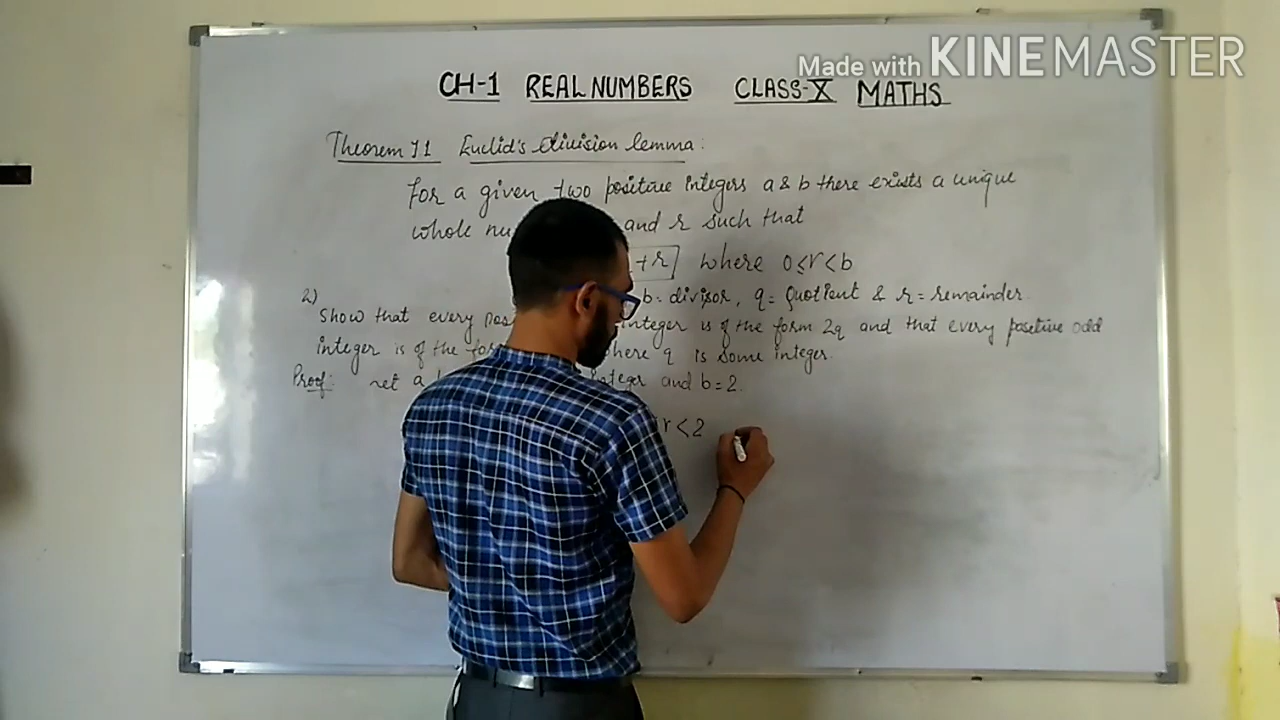 Made with KINEMASTER
CH-1 REAL NUMBERS CLASS-X MATHS
Theorem 1.1 Euclid's division lemma:
for a given two positive integers a & b there exists a unique
whole nu and r such that
+r where 0≤r<b
b= divisor, q= Quotient & r= remainder
2)
Show that every pos integer is of the form 2q and that every positive odd
integer is of the for where q is some integer.
Proof: Let a integer and b=2.
r<2